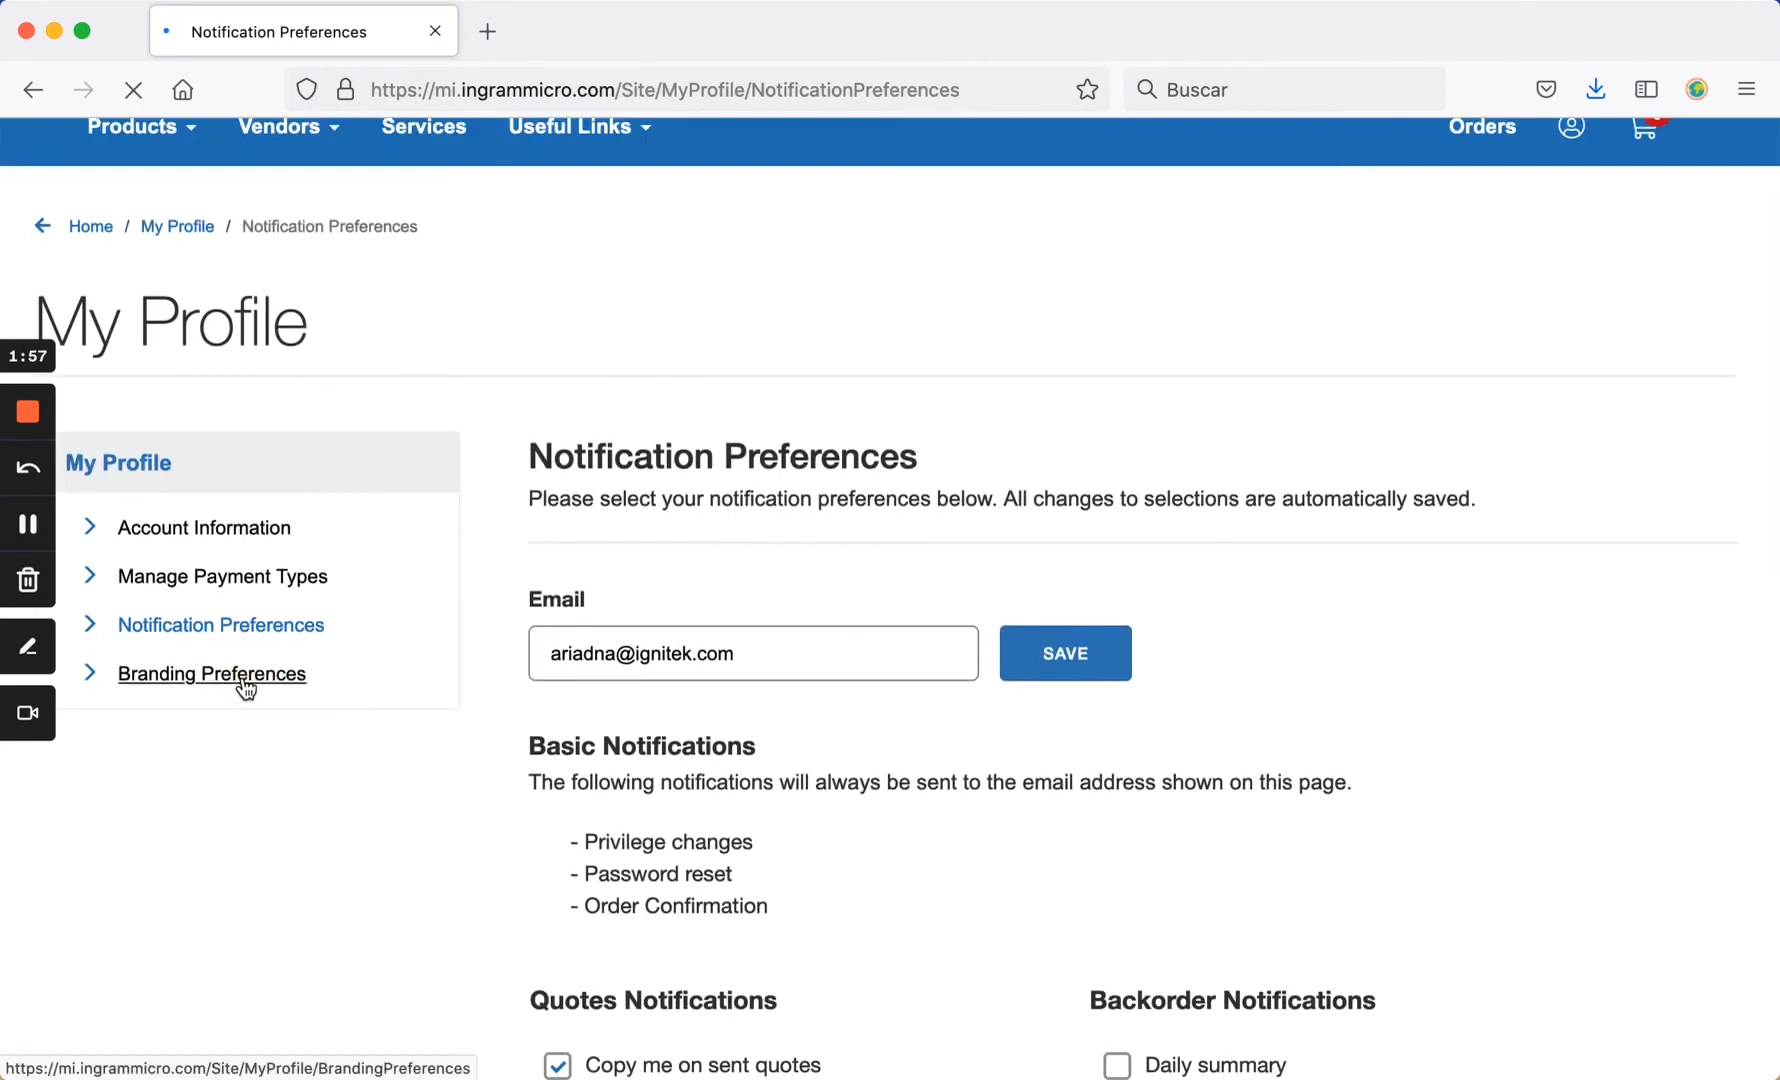 Notification Preferences
https://mi.ingrammicro.com/Site/MyProfile/NotificationPreferences
Buscar
Products
Vendors
Services
Useful Links
Orders
Home / My Profile / Notification Preferences
My Profile
1:57
My Profile
Account Information
Manage Payment Types
Notification Preferences
Branding Preferences
Notification Preferences
Please select your notification preferences below. All changes to selections are automatically saved.
Email
ariadna@ignitek.com
SAVE
Basic Notifications
The following notifications will always be sent to the email address shown on this page.
- Privilege changes
- Password reset
- Order Confirmation
Quotes Notifications
Copy me on sent quotes
Backorder Notifications
Daily summary
https://mi.ingrammicro.com/Site/MyProfile/BrandingPreferences